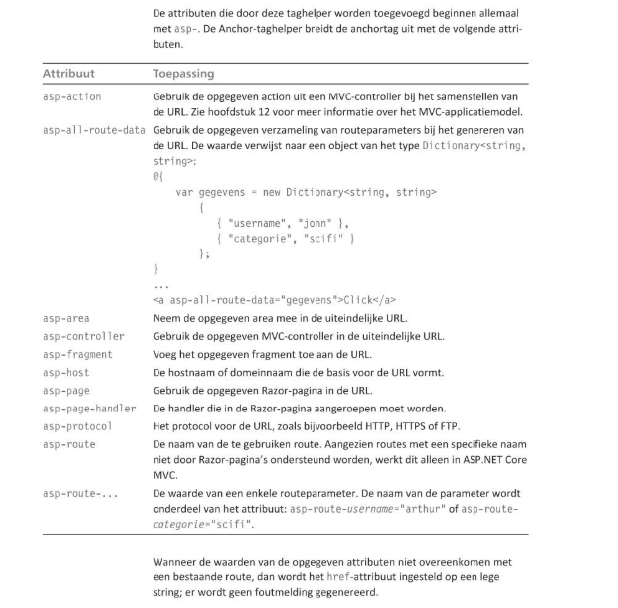 De attributen die door deze taghelper worden toegevoegd beginnen allemaal
met asp-. De Anchor-taghelper breidt de anchortag uit met de volgende attri-
buten.
Attribuut Toepassing
asp-action Gebruik de opgegeven action uit een MVC-controller bij het samenstellen van
de URL. Zie hoofdstuk 12 voor meer informatie over het MVC-applicatiemodel.
asp-all-route-data Gebruik de opgegeven verzameling van routeparameters bij het genereren van
de URL. De waarde verwijst naar een object van het type Dictionary<string,
string>:
@{
var gegevens = new Dictionary<string, string>
{
{ "username", "john" },
{ "categorie", "scifi" }
};
}
...
<a asp-all-route-data="gegevens">Click</a>
asp-area Neem de opgegeven area mee in de uiteindelijke URL.
asp-controller Gebruik de opgegeven MVC-controller in de uiteindelijke URL.
asp-fragment Voeg het opgegeven fragment toe aan de URL.
asp-host De hostnaam of domeinnaam die de basis voor de URL vormt.
asp-page Gebruik de opgegeven Razor-pagina in de URL.
asp-page-handler De handler die in de Razor-pagina aangeroepen moet worden.
asp-protocol Het protocol voor de URL, zoals bijvoorbeeld HTTP, HTTPS of FTP.
asp-route De naam van de te gebruiken route. Aangezien routes met een specifieke naam
niet door Razor-pagina's ondersteund worden, werkt dit alleen in ASP.NET Core
MVC.
asp-route-... De waarde van een enkele routeparameter. De naam van de parameter wordt
onderdeel van het attribuut: asp-route-username="arthur" of asp-route-
categorie="scifi".
Wanneer de waarden van de opgegeven attributen niet overeenkomen met
een bestaande route, dan wordt het href-attribuut ingesteld op een lege
string; er wordt geen foutmelding gegenereerd.